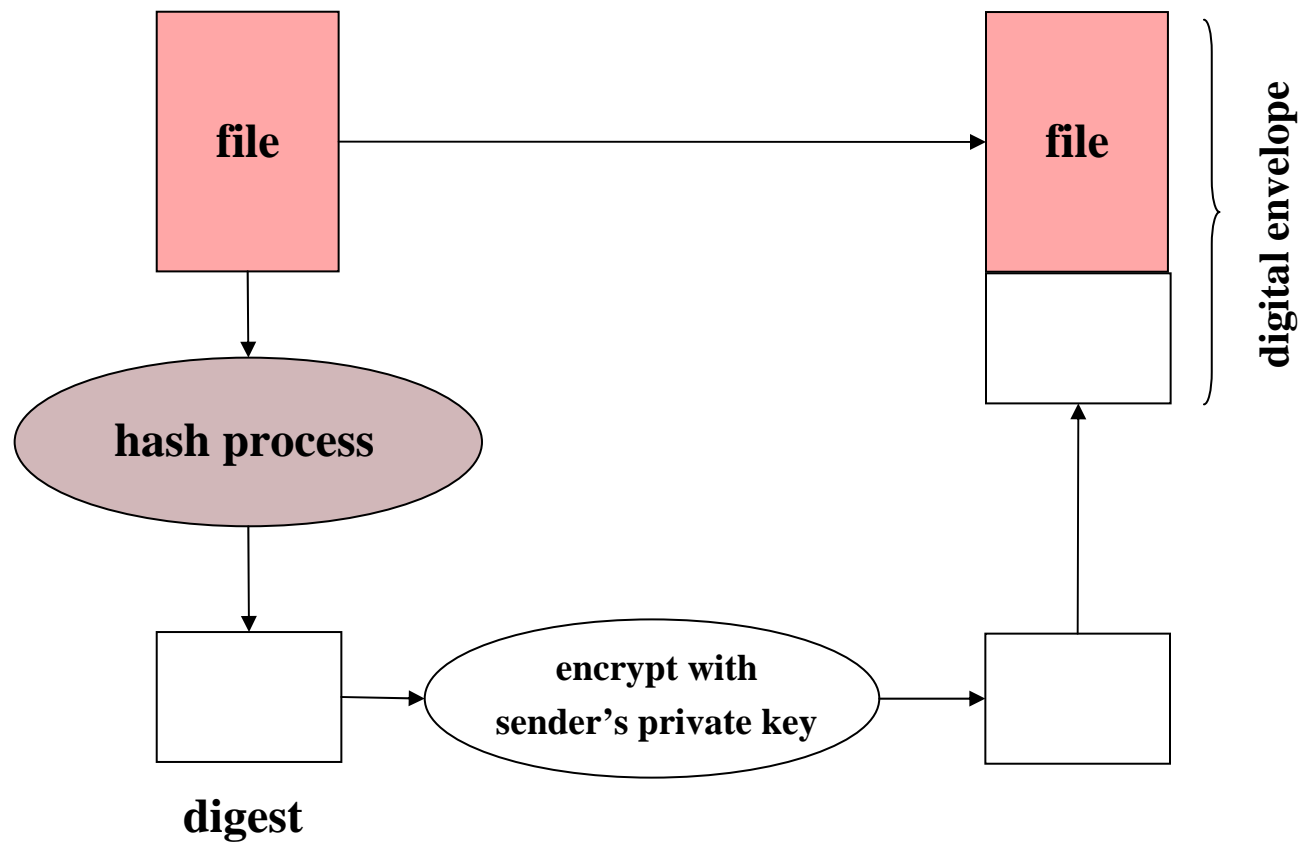 file
file
digital envelope
hash process
encrypt with
sender’s private key
digest